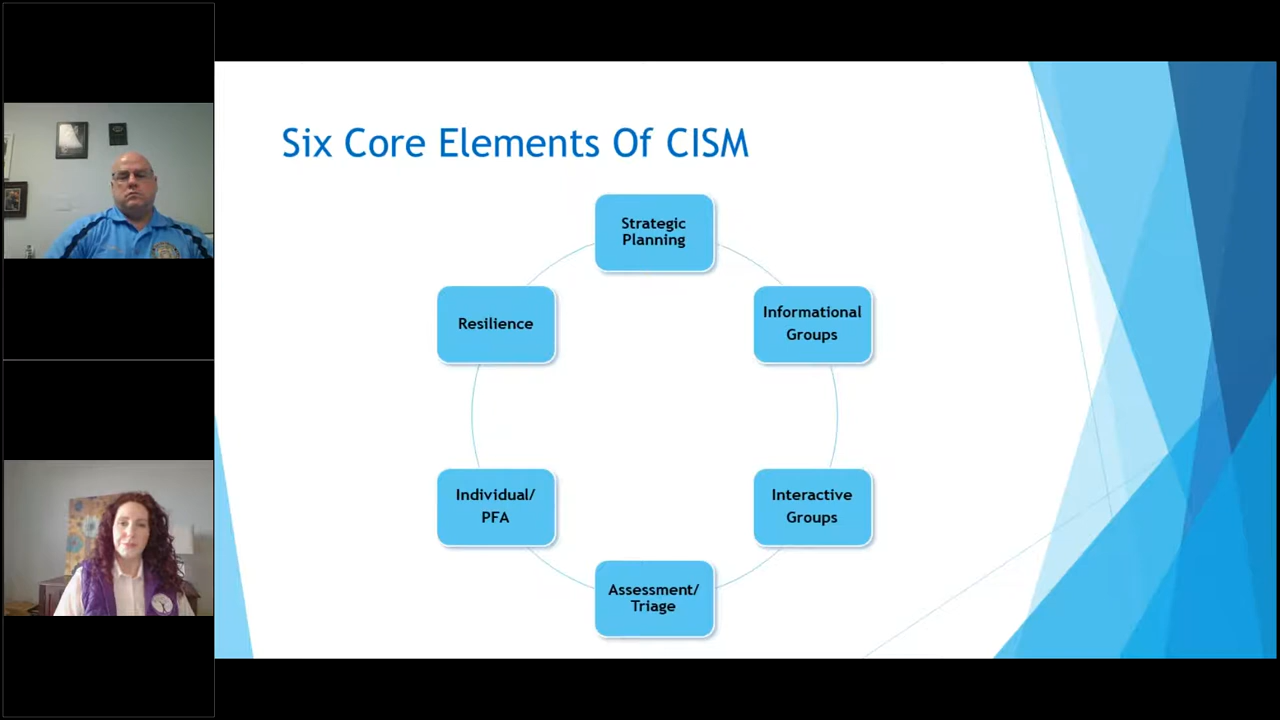 Six Core Elements Of CISM
Strategic
Planning
Informational
Groups
Interactive
Groups
Assessment/
Triage
Individual/
PFA
Resilience